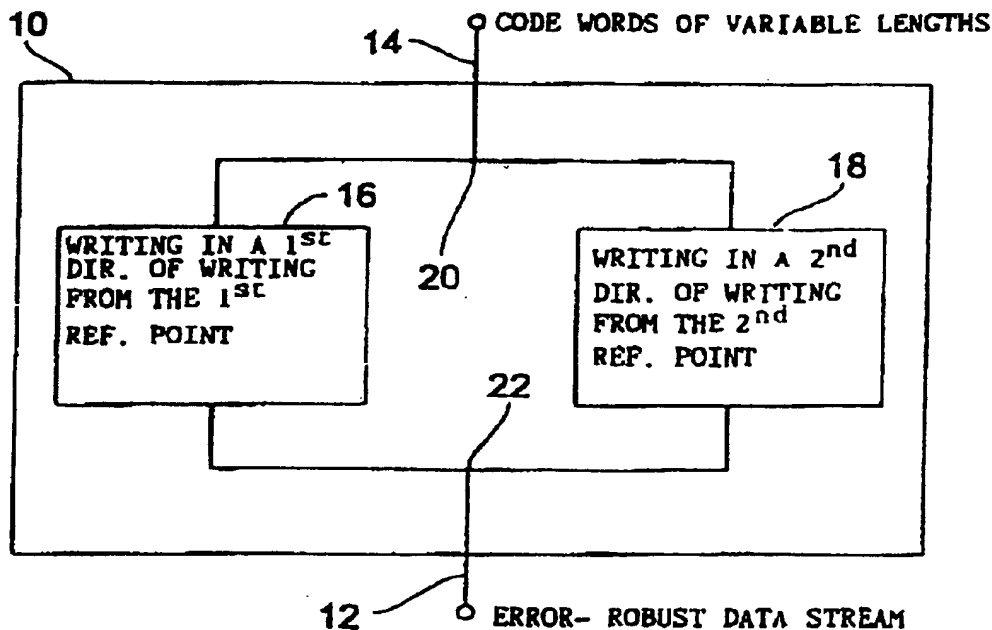 10
14
CODE WORDS OF VARIABLE LENGTHS
16
18
WRITING IN A 1st
DIR. OF WRITING
FROM THE 1st
REF. POINT
20
WRITING IN A 2nd
DIR. OF WRITING
FROM THE 2nd
REF. POINT
22
12
ERROR- ROBUST DATA STREAM